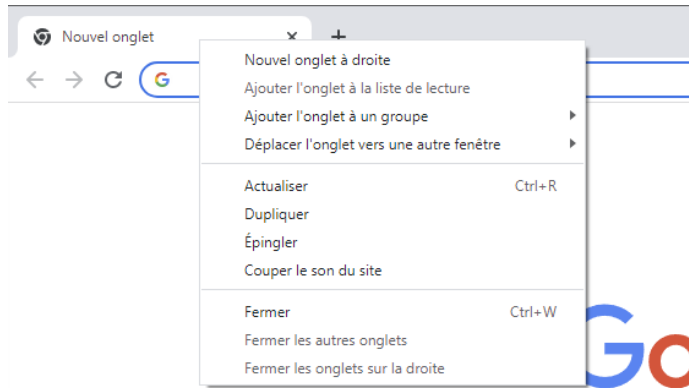 Nouvel onglet
Nouvel onglet à droite
Ajouter l'onglet à la liste de lecture
Ajouter l'onglet à un groupe
Déplacer l'onglet vers une autre fenêtre
Actualiser Ctrl+R
Dupliquer
Épingler
Couper le son du site
Fermer Ctrl+W
Fermer les autres onglets
Fermer les onglets sur la droite
Go